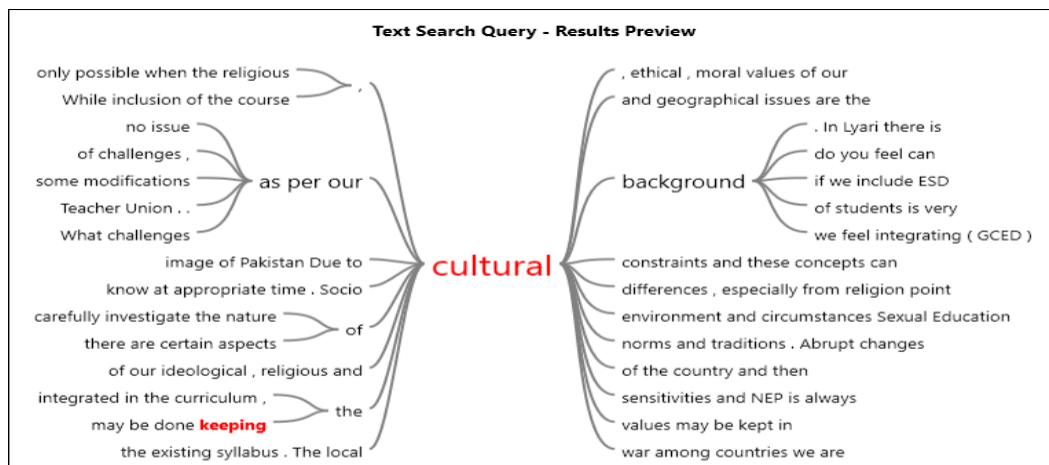 Text Search Query - Results Preview
only possible when the religious
While inclusion of the course
,
no issue
of challenges ,
some modifications
Teacher Union . .
What challenges
as per our
image of Pakistan Due to
know at appropriate time . Socio
carefully investigate the nature
there are certain aspects
of
of our ideological , religious and
integrated in the curriculum ,
may be done keeping
the
the existing syllabus . The local
cultural
, ethical , moral values of our
and geographical issues are the
background
. In Lyari there is
do you feel can
if we include ESD
of students is very
we feel integrating ( GCED )
constraints and these concepts can
differences , especially from religion point
environment and circumstances Sexual Education
norms and traditions . Abrupt changes
of the country and then
sensitivities and NEP is always
values may be kept in
war among countries we are